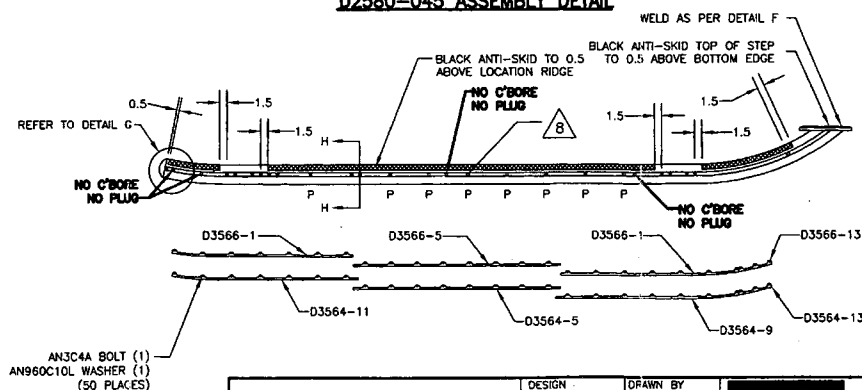 D2580-045 ASSEMBLY DETAIL
WELD AS PER DETAIL F
BLACK ANTI-SKID TO 0.5
ABOVE LOCATION RIDGE
BLACK ANTI-SKID TOP OF STEP
TO 0.5 ABOVE BOTTOM EDGE
NO C'BORE
NO PLUG
0.5
1.5
1.5
1.5
1.5
1.5
8
REFER TO DETAIL G
H
H
NO C'BORE
NO PLUG
P P P P P P P P
NO C'BORE
NO PLUG
D3566-1
D3566-5
D3566-1
D3566-13
D3564-11
D3564-5
D3564-9
D3564-13
AN3C4A BOLT (1)
AN960C10L WASHER (1)
(50 PLACES)
DESIGN
DRAWN BY